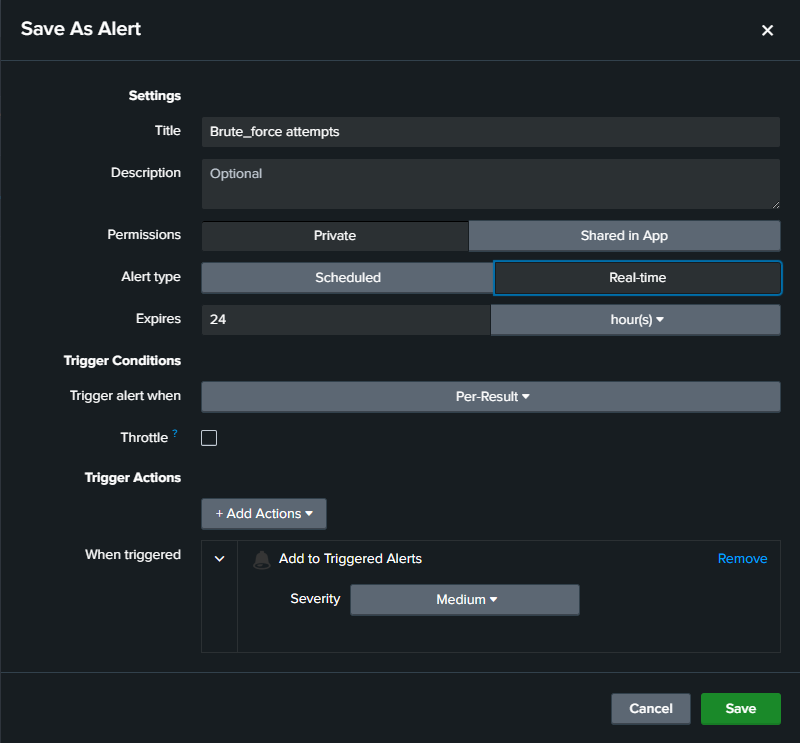 Save As Alert
Settings
Title Brute_force attempts
Description Optional
Permissions Private Shared in App
Alert type Scheduled Real-time
Expires 24 hour(s)
Trigger Conditions
Trigger alert when Per-Result
Throttle ?
Trigger Actions
+ Add Actions
When triggered Add to Triggered Alerts Remove
Severity Medium
Cancel Save